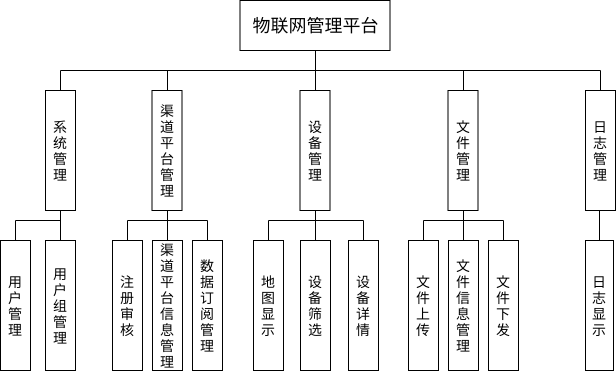 物联网管理平台
系统管理
渠道平台管理
设备管理
文件管理
日志管理
用户管理
用户组管理
注册审核
渠道平台信息管理
数据订阅管理
地图显示
设备筛选
设备详情
文件上传
文件信息管理
文件下发
日志显示